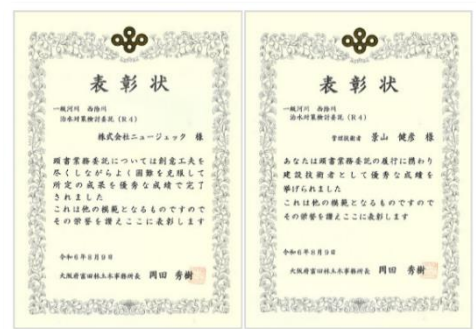 表彰状
一級河川 西除川
治水対策検討委託（R4）
株式会社ニュージェック 様
頭書業務委託については創意工夫を
尽くしながらよく困難を克服して
所定の成果を優秀な成績で完了
されました
これは他の模範となるものですので
その栄誉を讃えここに表彰します
令和6年8月9日
大阪府富田林土木事務所長 岡田 秀樹
表彰状
一級河川 西除川
治水対策検討委託（R4）
管理技術者 景山 健彦 様
あなたは頭書業務委託の履行に携わり
建設技術者として優秀な成績を
挙げられました
これは他の模範となるものですので
その栄誉を讃えここに表彰します
令和6年8月9日
大阪府富田林土木事務所長 岡田 秀樹